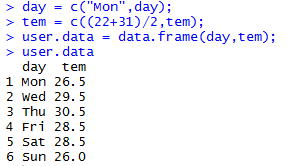 > day = c("Mon",day);
> tem = c((22+31)/2,tem);
> user.data = data.frame(day,tem);
> user.data
  day  tem
1 Mon 26.5
2 Wed 29.5
3 Thu 30.5
4 Fri 28.5
5 Sat 28.5
6 Sun 26.0